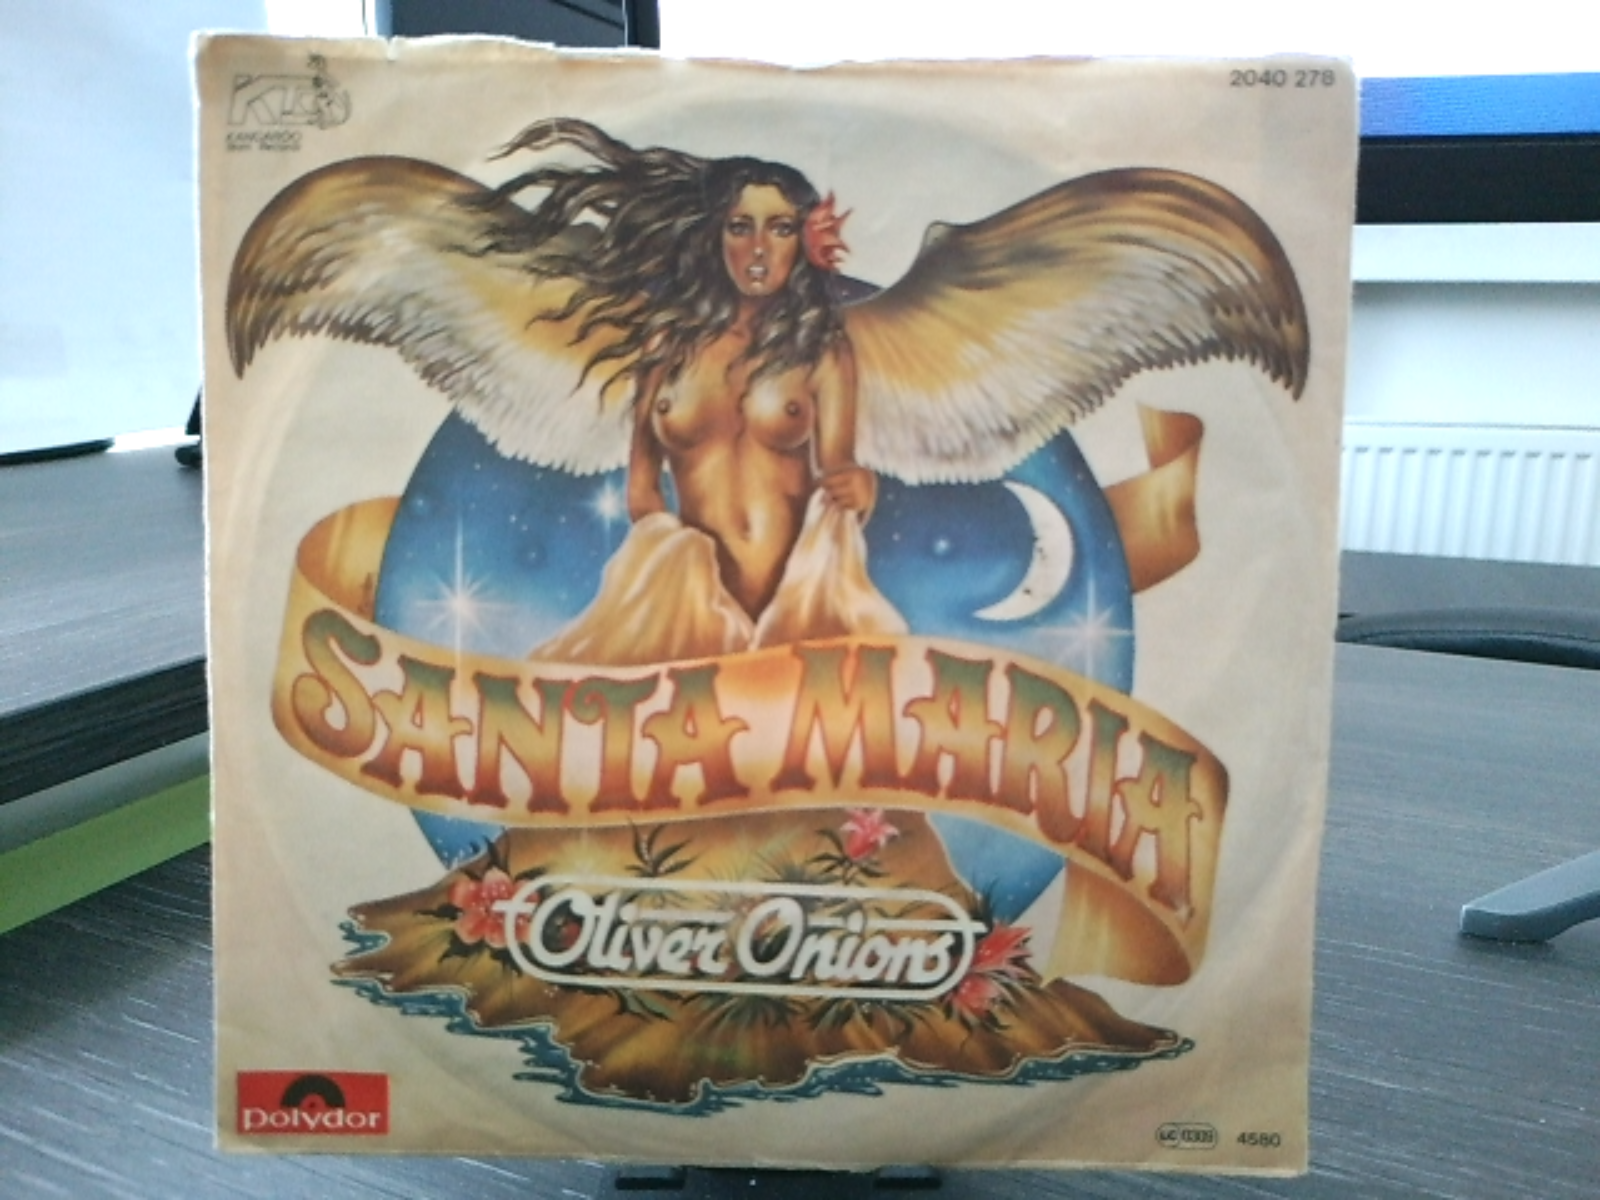 2040 278
KANGAROO
SANTA MARIA
Oliver Onions
polydor
LC 0309 4580